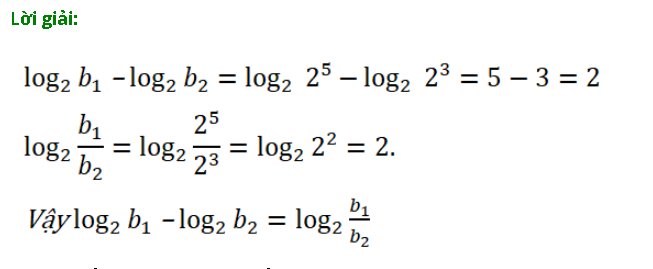 Lời giải:
log₂ b₁ – log₂ b₂ = log₂ 2⁵ − log₂ 2³ = 5 − 3 = 2
log₂ b₁/b₂ = log₂ 2⁵/2³ = log₂ 2² = 2.
Vậy log₂ b₁ – log₂ b₂ = log₂ b₁/b₂